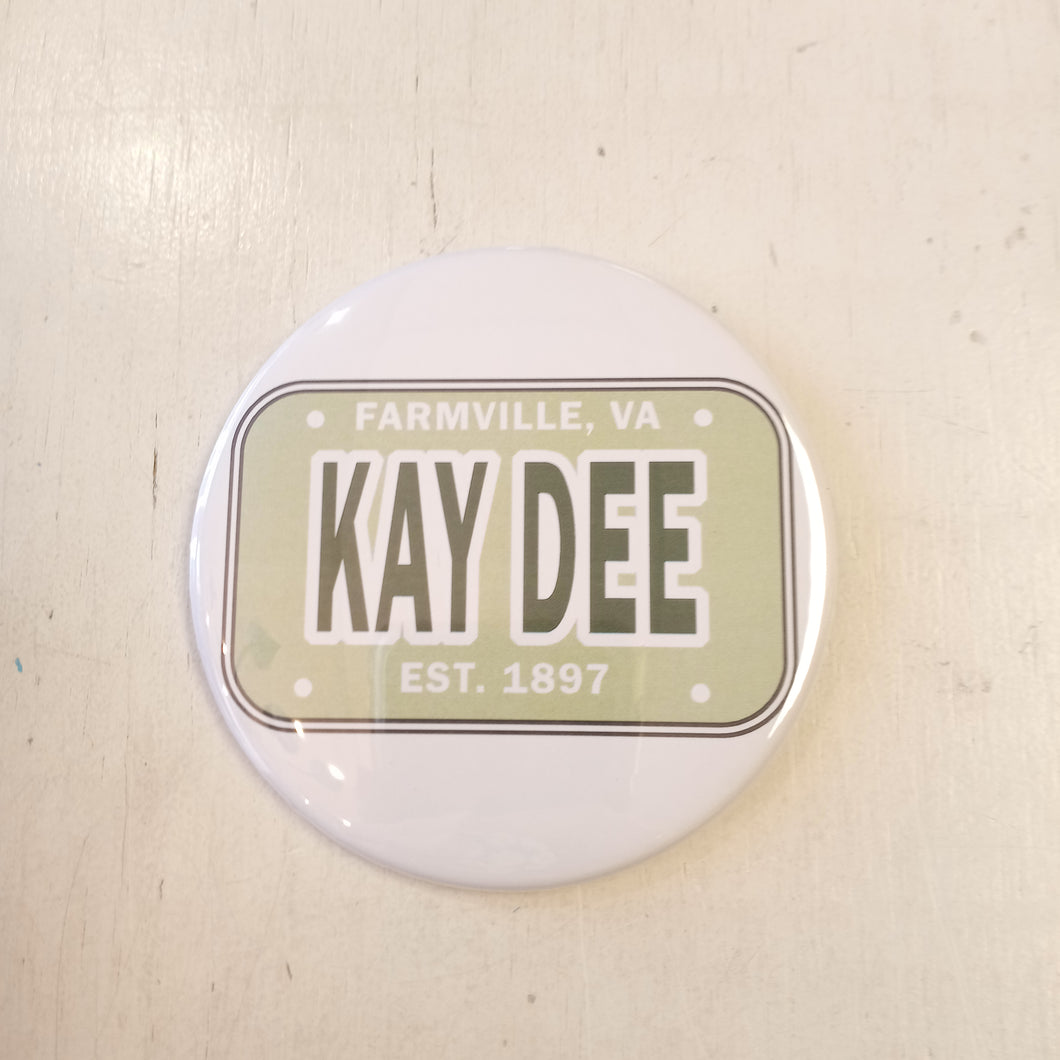 FARMVILLE, VA
KAY DEE
EST. 1897